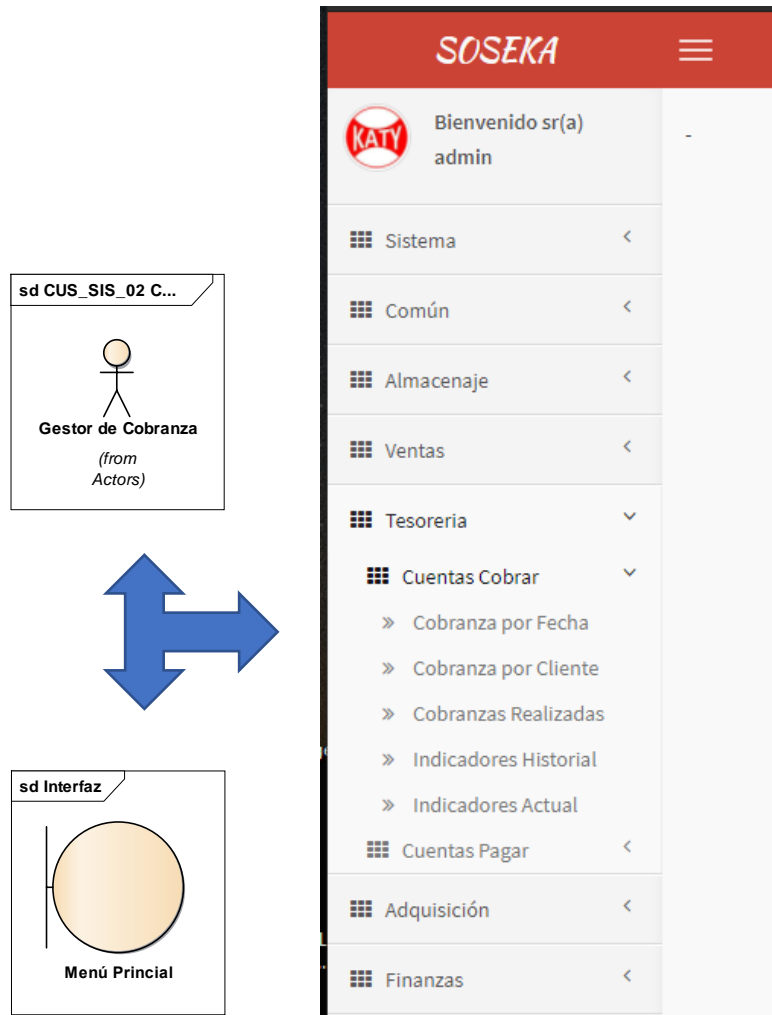 sd CUS_SIS_02 C...
Gestor de Cobranza
(from
Actors)
sd Interfaz
Menú Princial
SOSEKA
KATY
Bienvenido sr(a)
admin
-
Sistema
Común
Almacenaje
Ventas
Tesoreria
Cuentas Cobrar
Cobranza por Fecha
Cobranza por Cliente
Cobranzas Realizadas
Indicadores Historial
Indicadores Actual
Cuentas Pagar
Adquisición
Finanzas